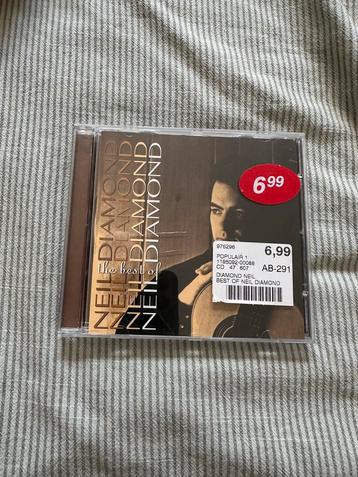 NEIL DIAMOND
NEIL DIAMOND
NEIL DIAMOND
NEIL DIAMOND
the best of
6.99
976296
6,99
POPULAIR 1
1195092-00088
CD 47 607
AB-291
DIAMOND NEIL
BEST OF NEIL DIAMOND